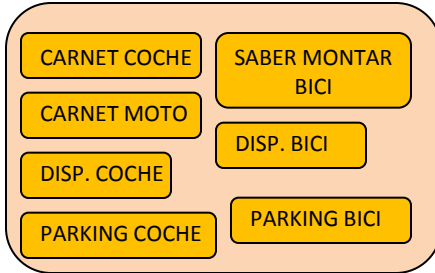 CARNET COCHE
CARNET MOTO
DISP. COCHE
PARKING COCHE
SABER MONTAR
BICI
DISP. BICI
PARKING BICI